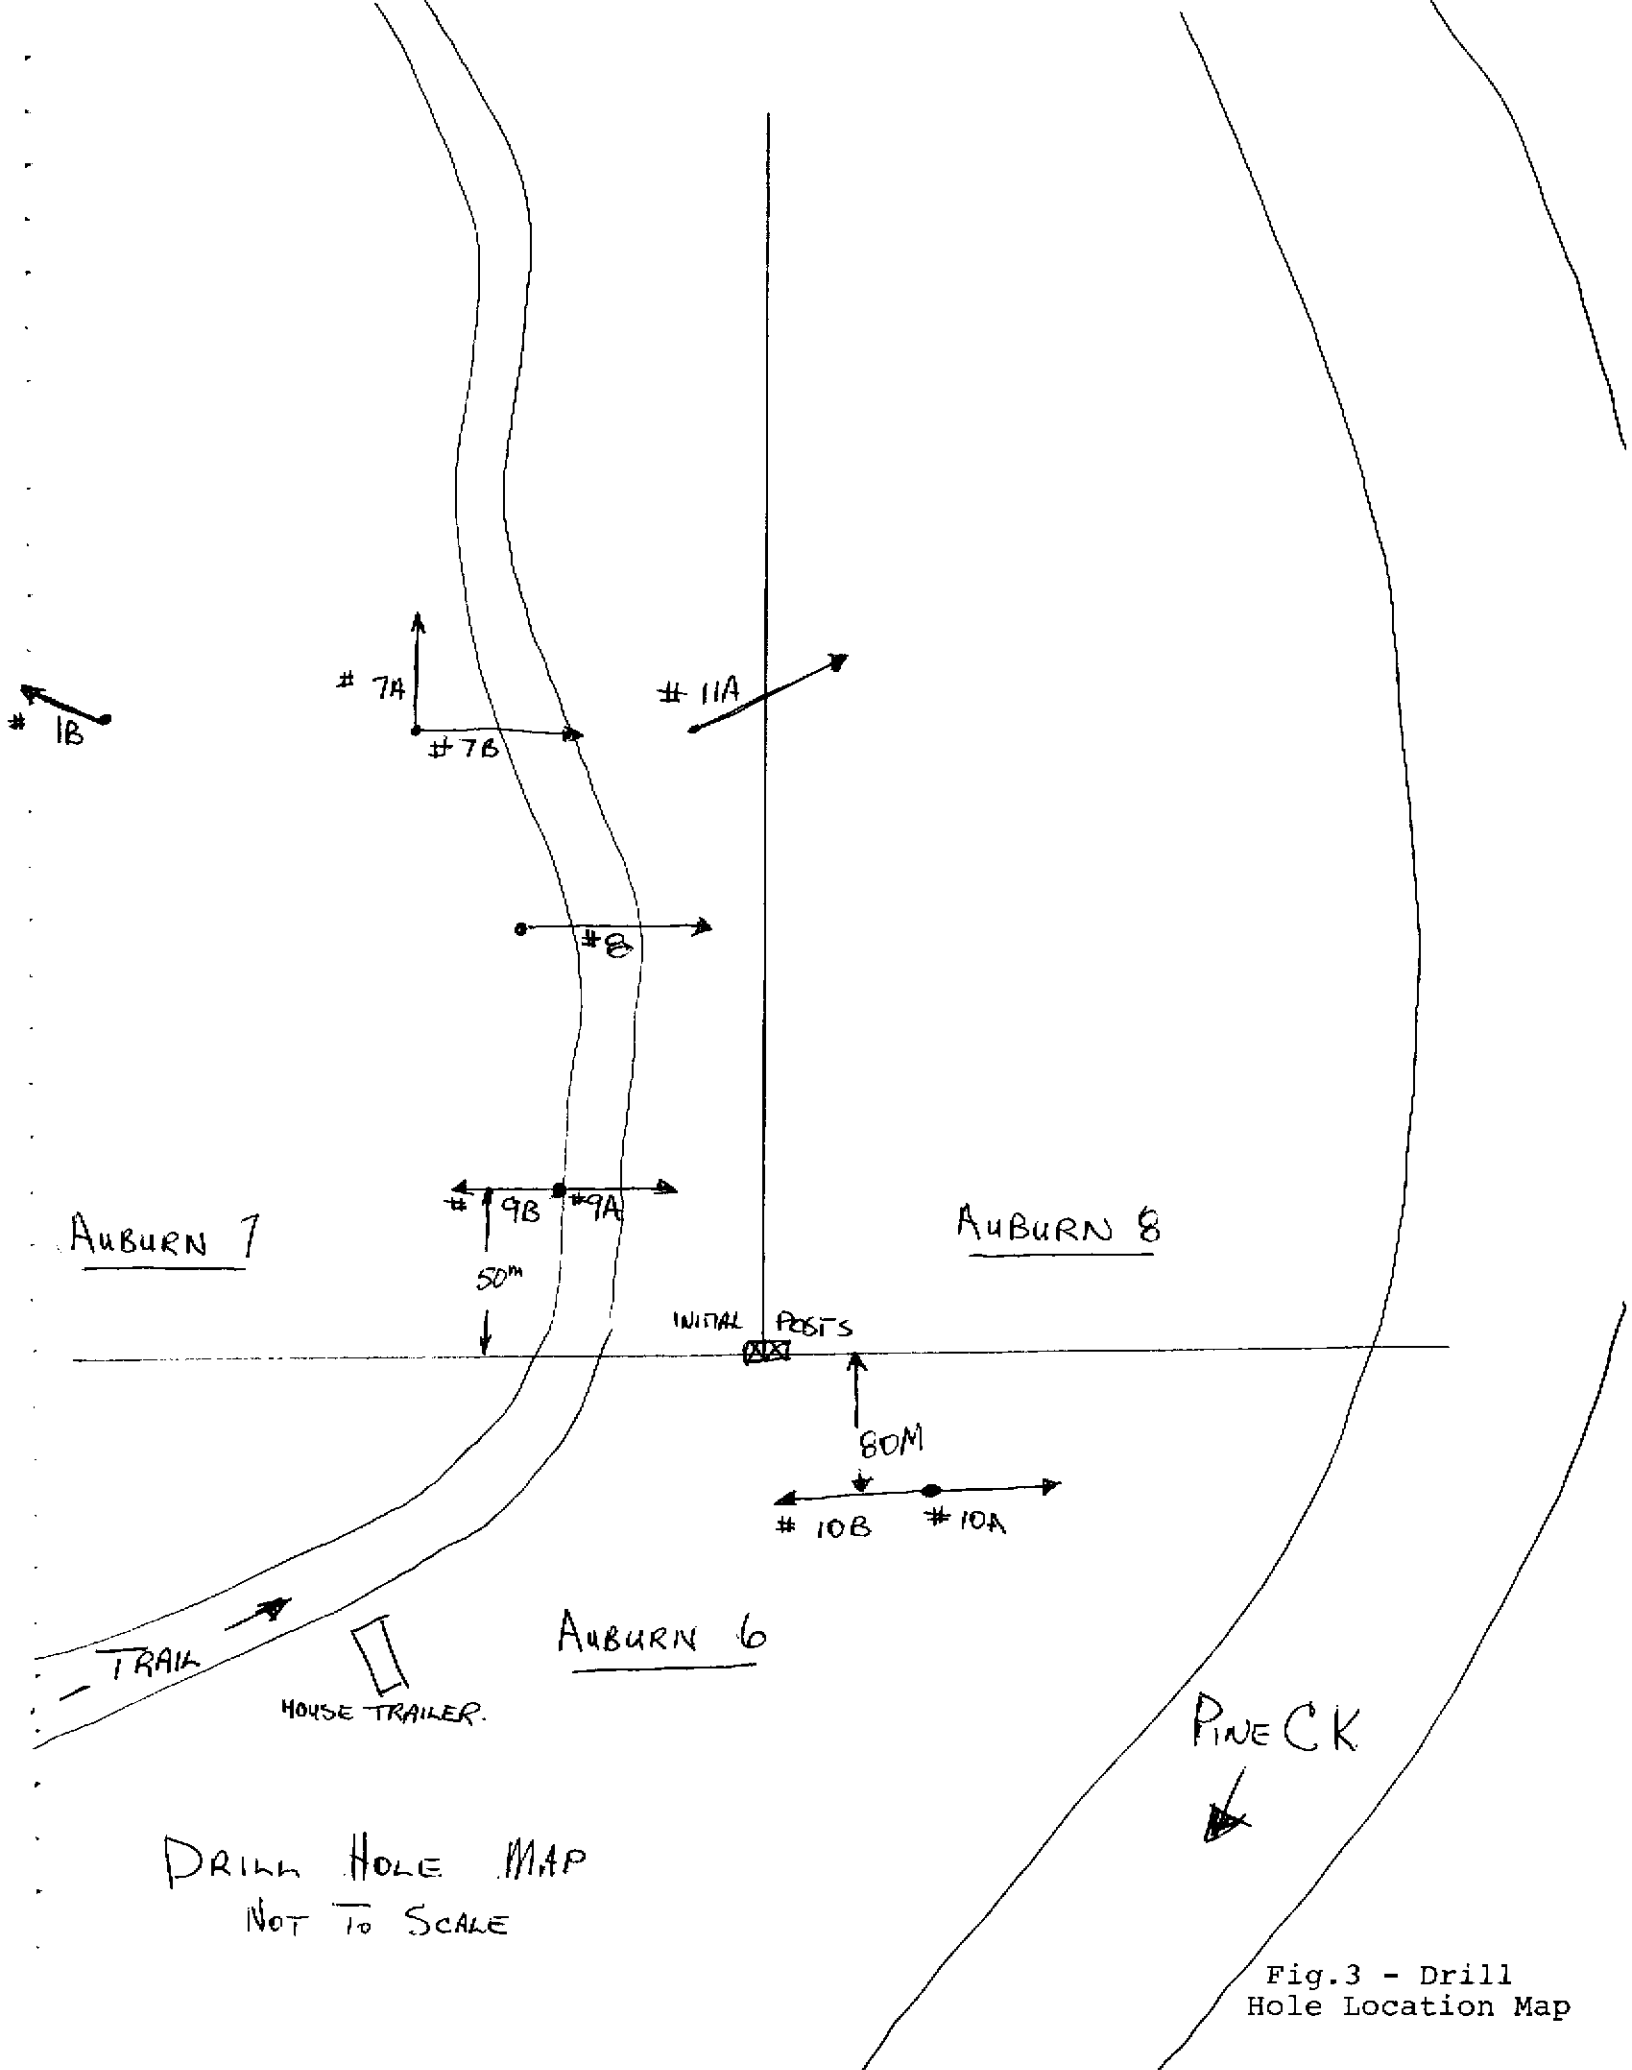 # 7A
# 11A
# 1B
# 7B
#8
# 9B
#9A
AUBURN 7
AUBURN 8
50m
INITIAL POSTS
80M
# 10B
# 10A
AUBURN 6
TRAIL
HOUSE TRAILER.
PINE CK
DRILL HOLE MAP
NOT TO SCALE
Fig.3 - Drill
Hole Location Map